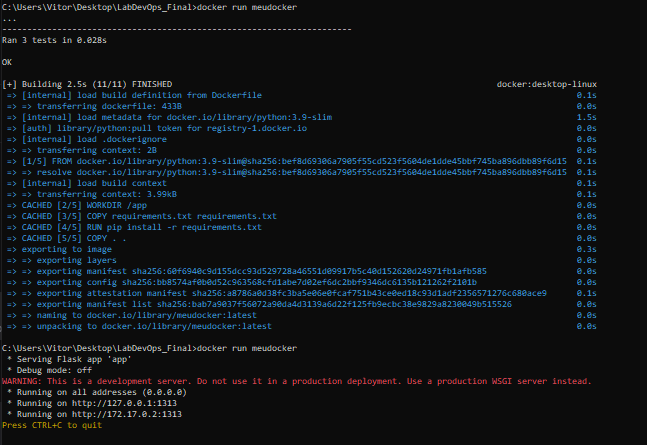 C:\Users\Vitor\Desktop\LabDevOps_Final>docker run meudocker
...
----------------------------------------------------------------------
Ran 3 tests in 0.028s
OK
[+] Building 2.5s (11/11) FINISHED docker:desktop-linux
=> [internal] load build definition from Dockerfile 0.1s
=> => transferring dockerfile: 433B 0.0s
=> [internal] load metadata for docker.io/library/python:3.9-slim 1.5s
=> [auth] library/python:pull token for registry-1.docker.io 0.0s
=> [internal] load .dockerignore 0.0s
=> => transferring context: 2B 0.0s
=> [1/5] FROM docker.io/library/python:3.9-slim@sha256:bef8d69306a7905f55cd523f5604de1dde45bbf745ba896dbb89f6d15 0.1s
=> => resolve docker.io/library/python:3.9-slim@sha256:bef8d69306a7905f55cd523f5604de1dde45bbf745ba896dbb89f6d15 0.1s
=> [internal] load build context 0.1s
=> => transferring context: 3.99kB 0.1s
=> CACHED [2/5] WORKDIR /app 0.0s
=> CACHED [3/5] COPY requirements.txt requirements.txt 0.0s
=> CACHED [4/5] RUN pip install -r requirements.txt 0.0s
=> CACHED [5/5] COPY . . 0.0s
=> exporting to image 0.3s
=> => exporting layers 0.0s
=> => exporting manifest sha256:60f6940c9d155dcc93d529728a46551d09917b5c40d152620d24971fb1afb585 0.0s
=> => exporting config sha256:bb8574af0b0d52c963568cfd1abe7d02ef6dc2bbf9346dc6135b121262f2101b 0.0s
=> => exporting attestation manifest sha256:a8786a0d38fc3ba5e06e0fcaf751b43ce0ed18c93d1adf2356571276c680ace9 0.1s
=> => exporting manifest list sha256:bab7a9037f56072a90da4d3139a6d22f125fb9ecbc38e9829a8230049b515526 0.0s
=> => naming to docker.io/library/meudocker:latest 0.0s
=> => unpacking to docker.io/library/meudocker:latest 0.0s
C:\Users\Vitor\Desktop\LabDevOps_Final>docker run meudocker
* Serving Flask app 'app'
* Debug mode: off
WARNING: This is a development server. Do not use it in a production deployment. Use a production WSGI server instead.
* Running on all addresses (0.0.0.0)
* Running on http://127.0.0.1:1313
* Running on http://172.17.0.2:1313
Press CTRL+C to quit